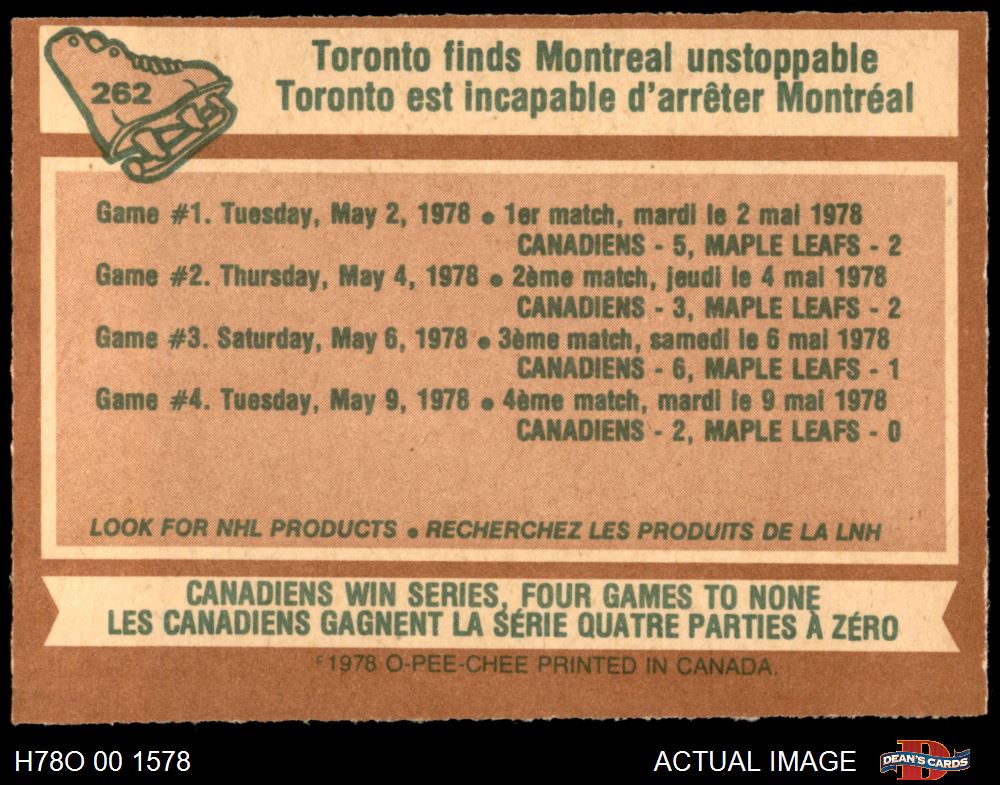 262
Toronto finds Montreal unstoppable
Toronto est incapable d'arrêter Montréal
Game #1. Tuesday, May 2, 1978 • 1er match, mardi le 2 mai 1978
CANADIENS - 5, MAPLE LEAFS - 2
Game #2. Thursday, May 4, 1978 • 2ème match, jeudi le 4 mai 1978
CANADIENS - 3, MAPLE LEAFS - 2
Game #3. Saturday, May 6, 1978 • 3ème match, samedi le 6 mai 1978
CANADIENS - 6, MAPLE LEAFS - 1
Game #4. Tuesday, May 9, 1978 • 4ème match, mardi le 9 mai 1978
CANADIENS - 2, MAPLE LEAFS - 0
LOOK FOR NHL PRODUCTS • RECHERCHEZ LES PRODUITS DE LA LNH
CANADIENS WIN SERIES, FOUR GAMES TO NONE
LES CANADIENS GAGNENT LA SÉRIE QUATRE PARTIES À ZÉRO
©1978 O-PEE-CHEE PRINTED IN CANADA.
H78O 00 1578
ACTUAL IMAGE
DEAN'S CARDS